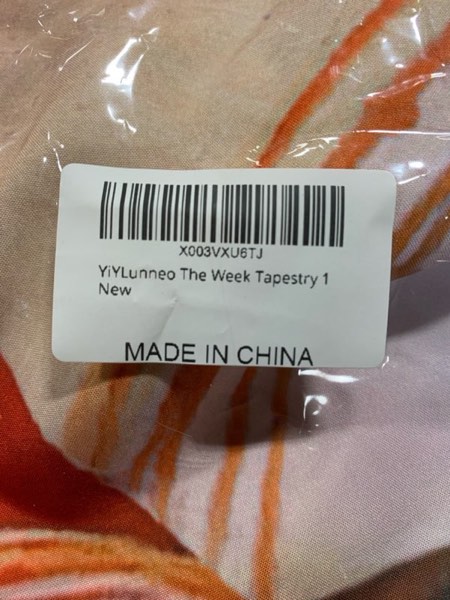 X003VXU6TJ
YiYLunneo The Week Tapestry 1
New
MADE IN CHINA